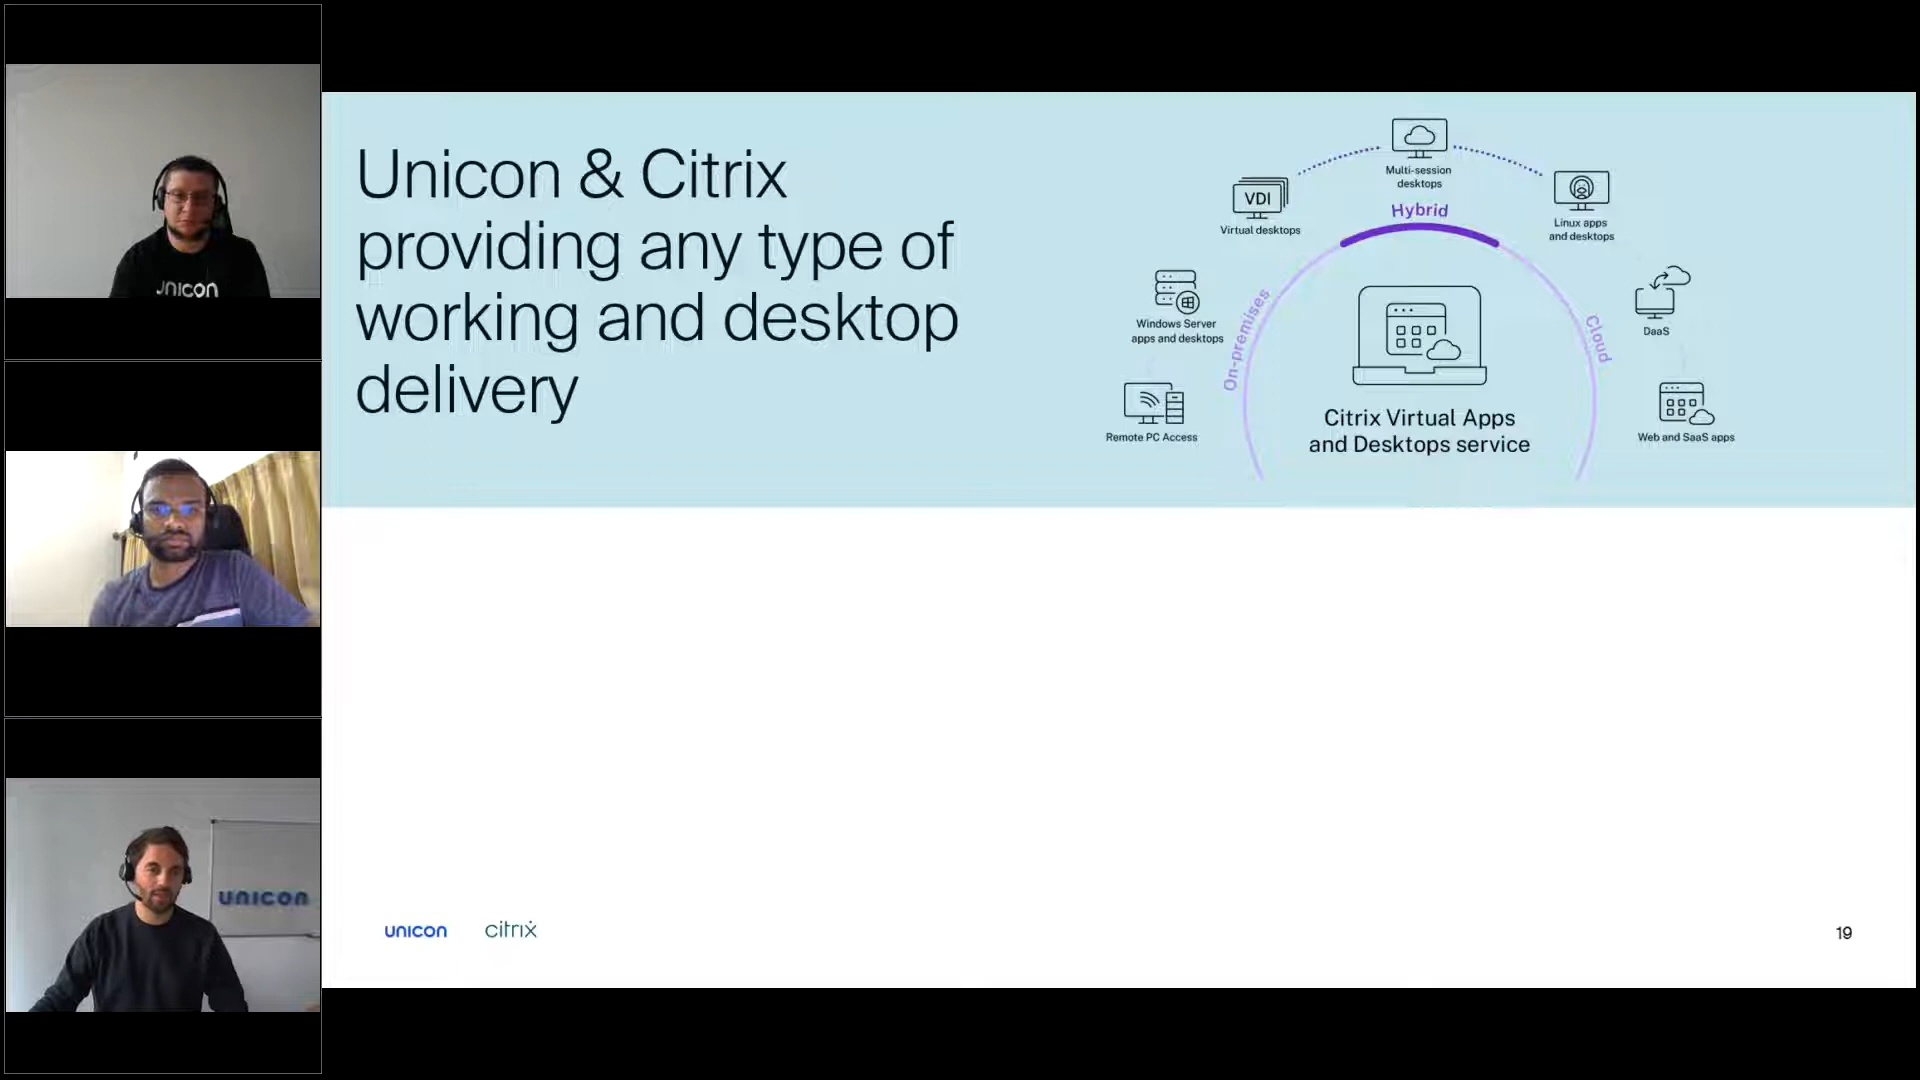 UNICON
UNICON
Unicon & Citrix
providing any type of
working and desktop
delivery
Multi-session
desktops
VDI
Virtual desktops
Hybrid
Linux apps
and desktops
Windows Server
apps and desktops
On-premises
Cloud
DaaS
Remote PC Access
Citrix Virtual Apps
and Desktops service
Web and SaaS apps
UNICON
citrix
19